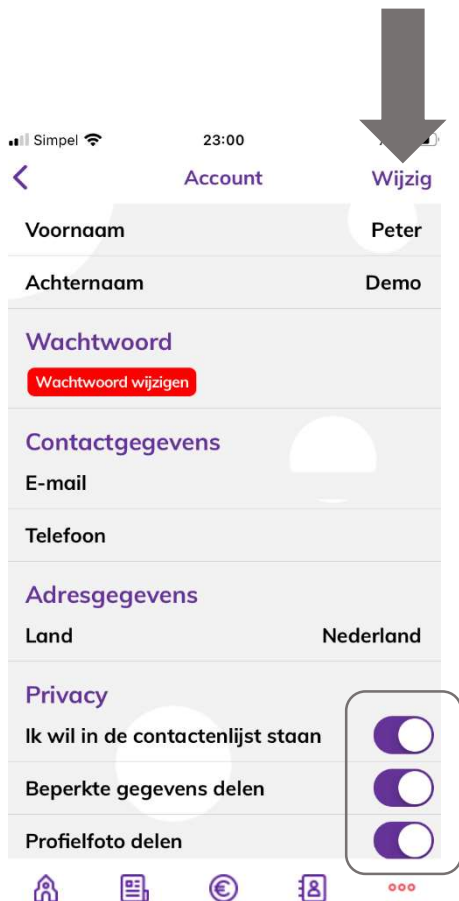 Simpel 23:00
Account Wijzig
Voornaam Peter
Achternaam Demo
Wachtwoord
Wachtwoord wijzigen
Contactgegevens
E-mail
Telefoon
Adresgegevens
Land Nederland
Privacy
Ik wil in de contactenlijst staan
Beperkte gegevens delen
Profielfoto delen